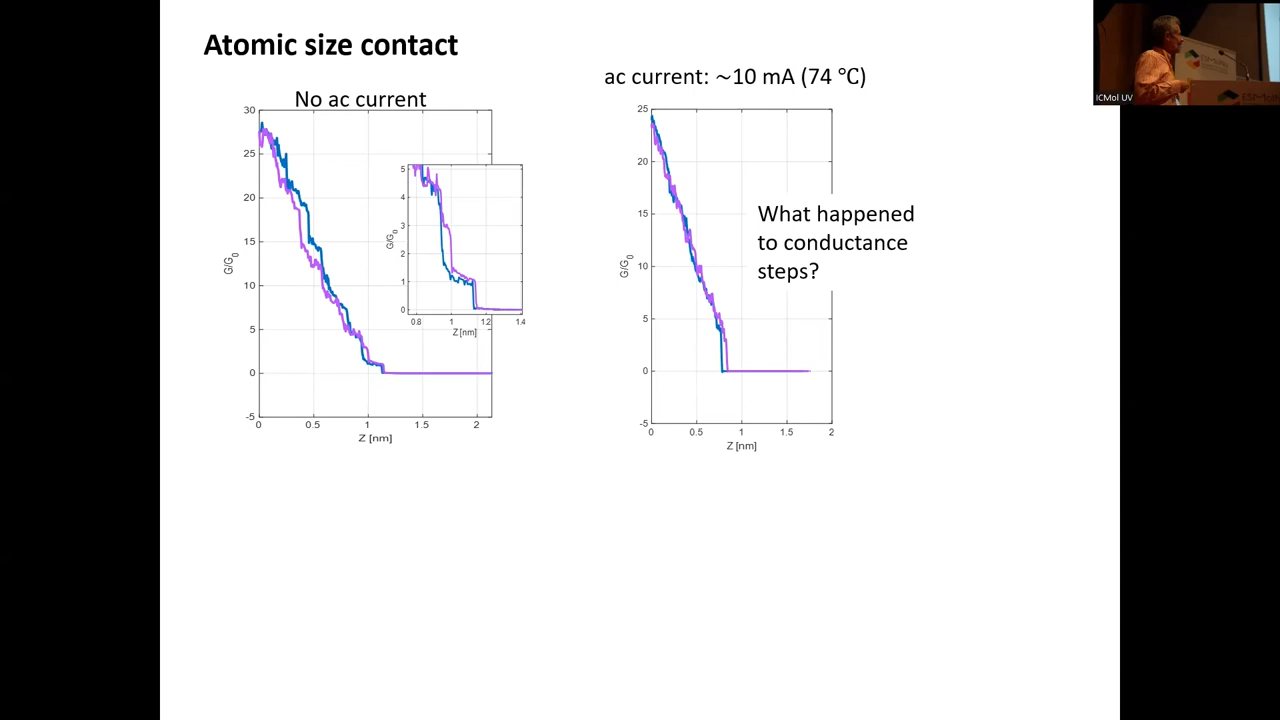 Atomic size contact
No ac current
ac current: ~10 mA (74 °C)
30
25
20
15
10
5
0
-5
G/G0
0
0.5
1
1.5
2
Z [nm]
5
4
3
2
1
0
G/G0
0.8
1
1.2
1.4
Z [nm]
25
20
15
10
5
0
-5
G/G0
0
0.5
1
1.5
2
Z [nm]
What happened
to conductance
steps?
ICMol UV